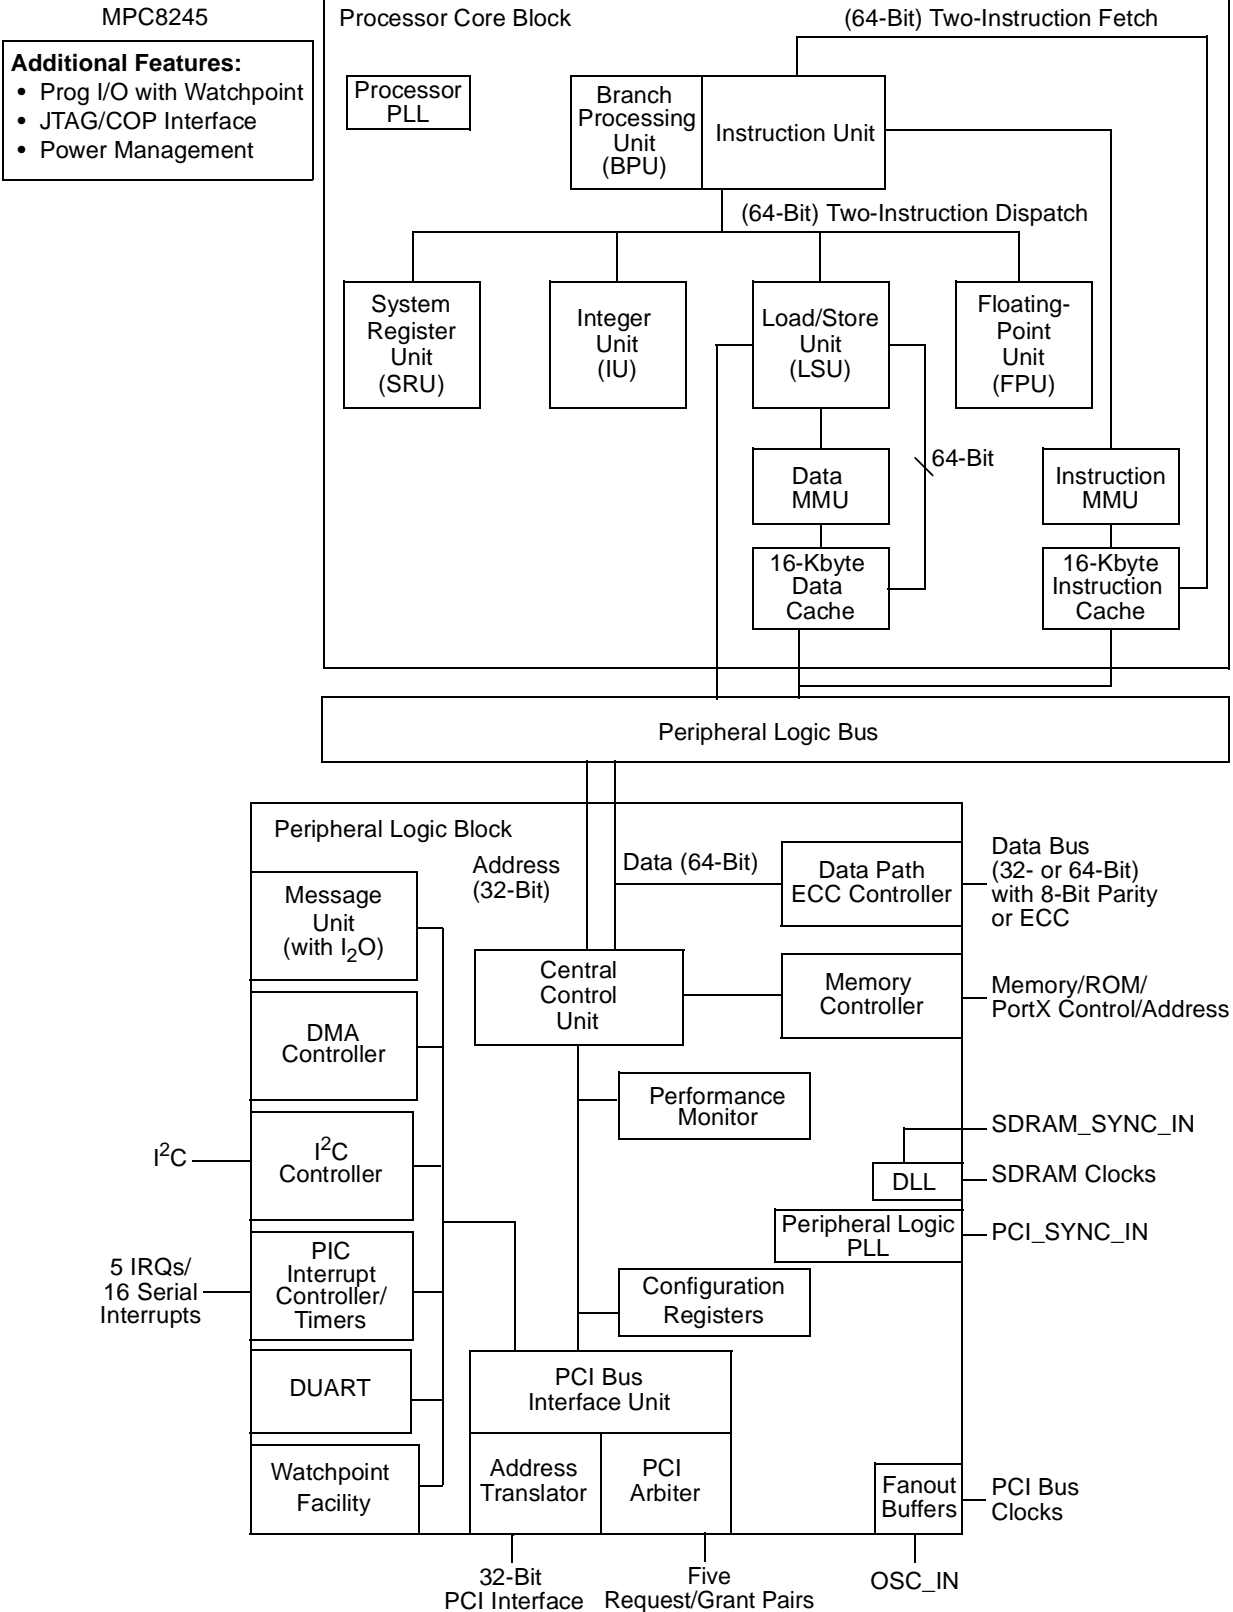 MPC8245
Additional Features:
• Prog I/O with Watchpoint
• JTAG/COP Interface
• Power Management
Processor Core Block
(64-Bit) Two-Instruction Fetch
Processor
PLL
Branch
Processing
Unit
(BPU)
Instruction Unit
(64-Bit) Two-Instruction Dispatch
System
Register
Unit
(SRU)
Integer
Unit
(IU)
Load/Store
Unit
(LSU)
Floating-
Point
Unit
(FPU)
64-Bit
Data
MMU
Instruction
MMU
16-Kbyte
Data
Cache
16-Kbyte
Instruction
Cache
Peripheral Logic Bus
Peripheral Logic Block
Address
(32-Bit)
Data (64-Bit)
Data Path
ECC Controller
Data Bus
(32- or 64-Bit)
with 8-Bit Parity
or ECC
Message
Unit
(with I2O)
Central
Control
Unit
Memory
Controller
Memory/ROM/
PortX Control/Address
DMA
Controller
Performance
Monitor
SDRAM_SYNC_IN
I2C
I2C
Controller
DLL
SDRAM Clocks
Peripheral Logic
PLL
PCI_SYNC_IN
5 IRQs/
16 Serial
Interrupts
PIC
Interrupt
Controller/
Timers
Configuration
Registers
DUART
PCI Bus
Interface Unit
Watchpoint
Facility
Address
Translator
PCI
Arbiter
Fanout
Buffers
PCI Bus
Clocks
32-Bit
PCI Interface
Five
Request/Grant Pairs
OSC_IN